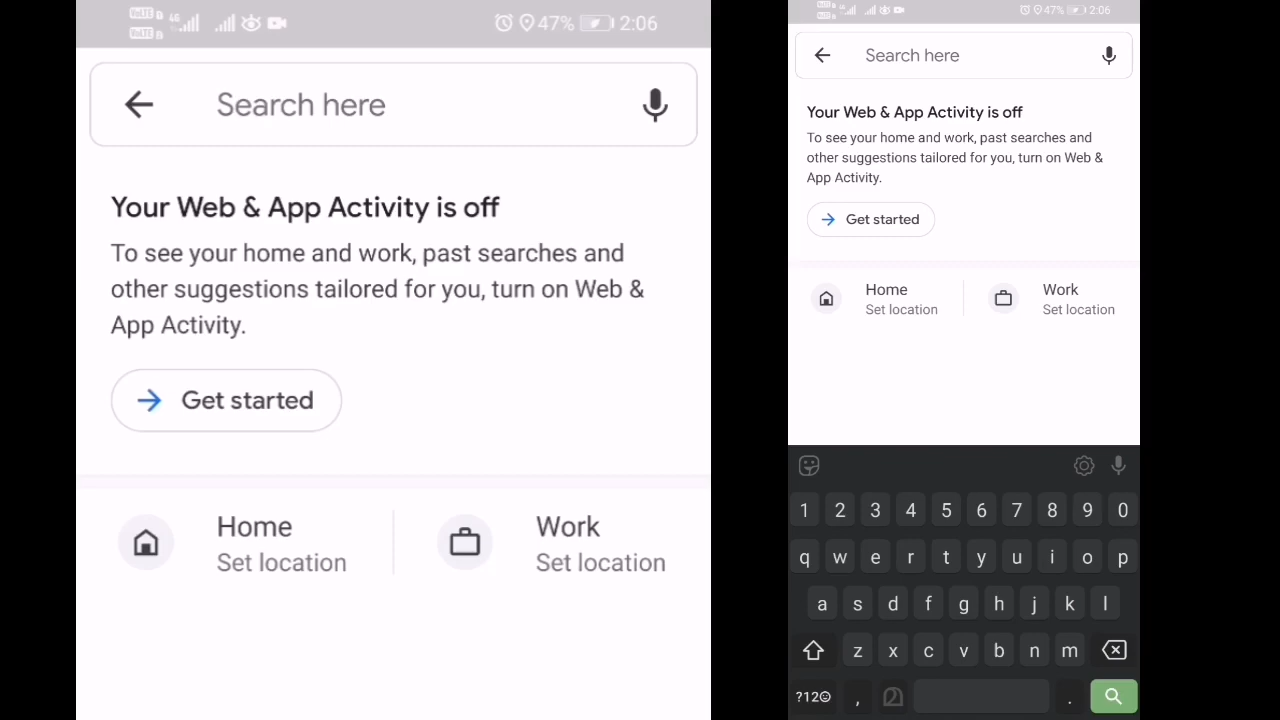 VoLTE
VoLTE
4G
47%
2:06
Search here
Your Web & App Activity is off
To see your home and work, past searches and
other suggestions tailored for you, turn on Web &
App Activity.
Get started
Home
Set location
Work
Set location
47%
2:06
Search here
Your Web & App Activity is off
To see your home and work, past searches and
other suggestions tailored for you, turn on Web &
App Activity.
Get started
Home
Set location
Work
Set location
1 2 3 4 5 6 7 8 9 0
q w e r t y u i o p
a s d f g h j k l
z x c v b n m
?12☺ , .